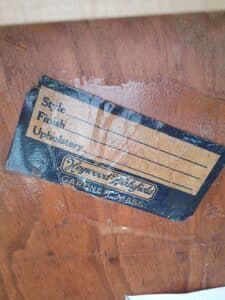 Style
Finish
Upholstery
Heywood-Wakefield
GARDNER, MASS.